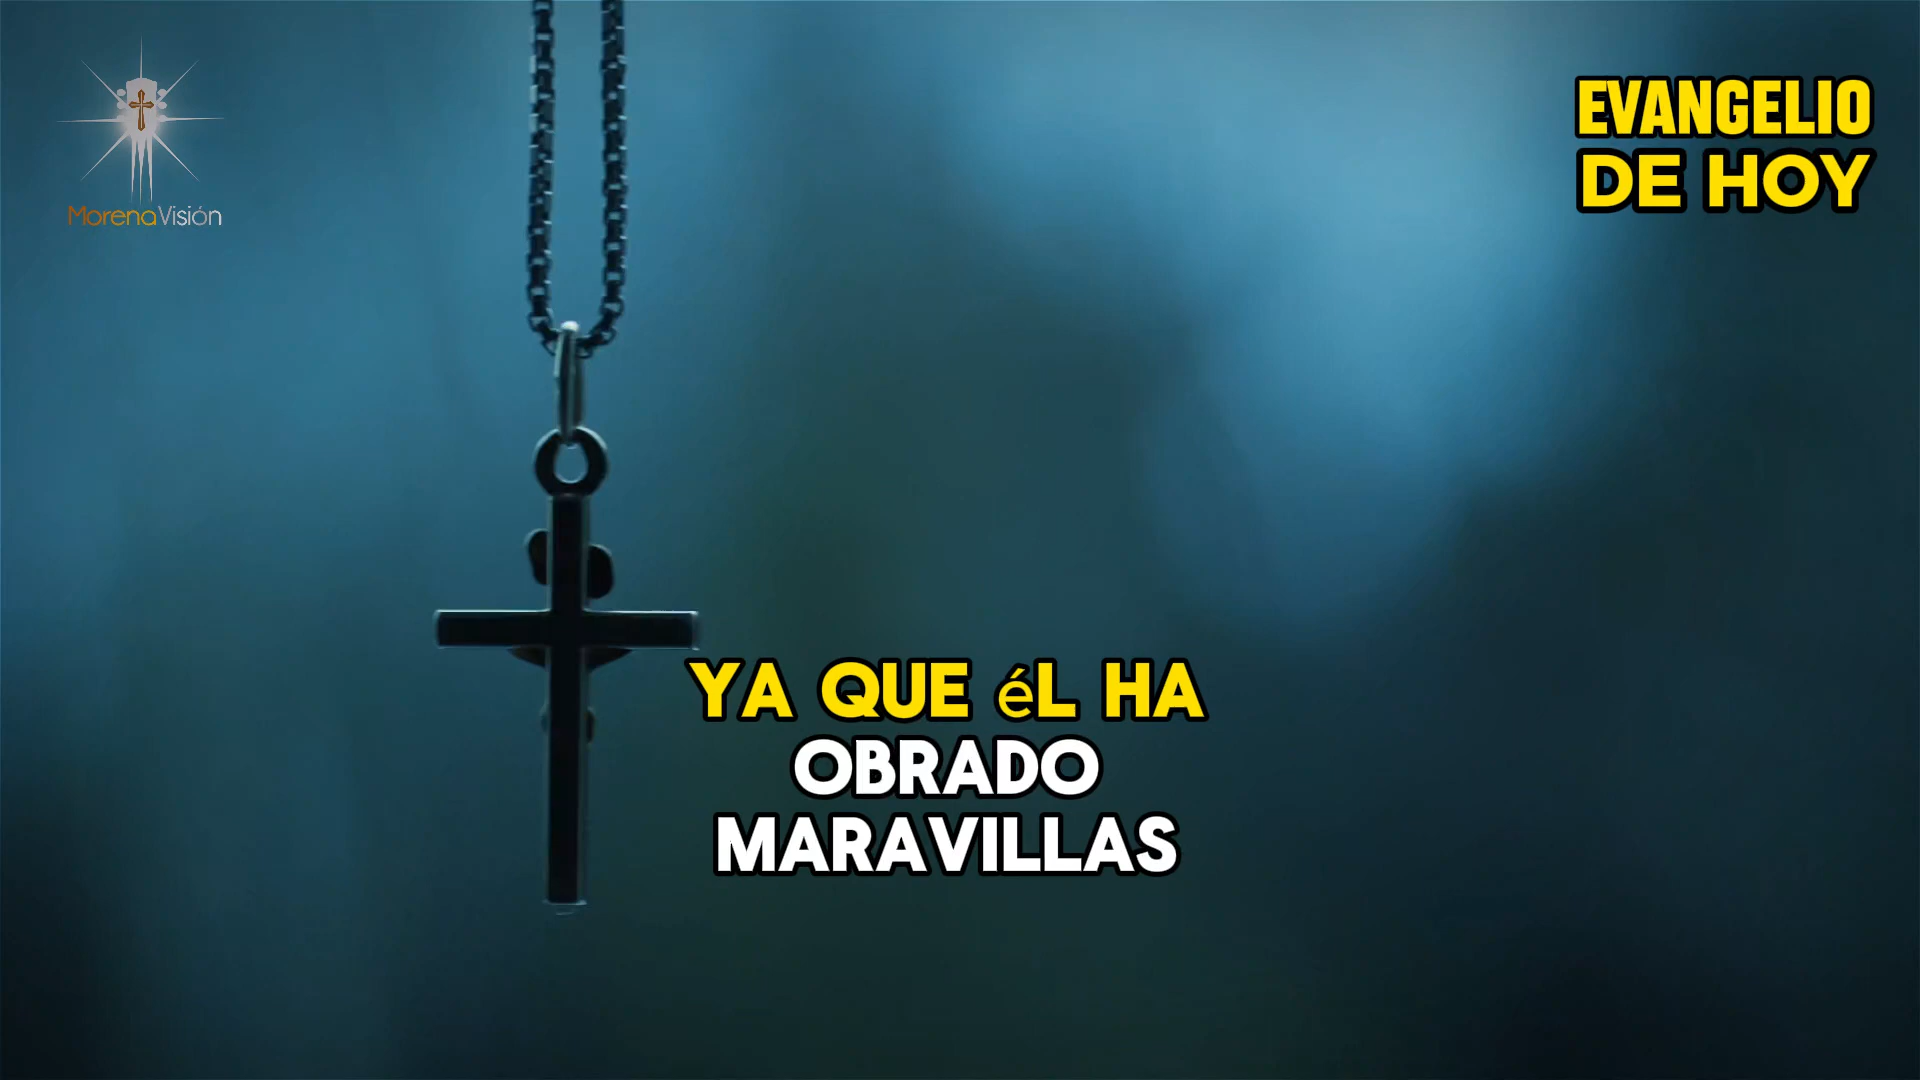 MorenaVisión
EVANGELIO
DE HOY
YA QUE éL HA
OBRADO
MARAVILLAS